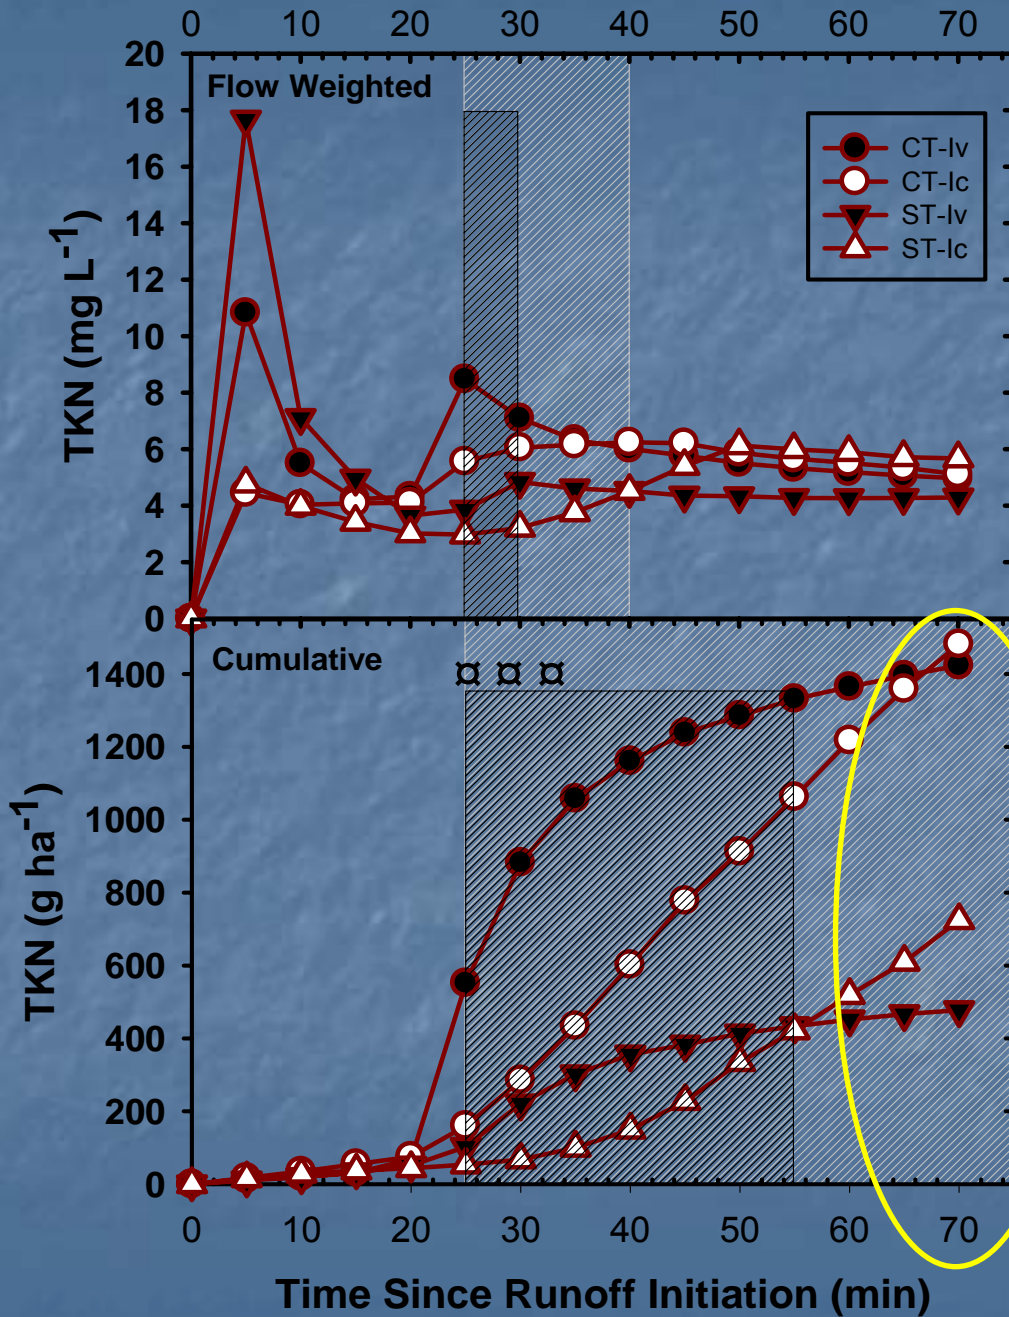 0 10 20 30 40 50 60 70
20
Flow Weighted
18
16
14
12
10
8
6
4
2
0
TKN (mg L⁻¹)
CT-Iv
CT-Ic
ST-Iv
ST-Ic
Cumulative
¤ ¤ ¤
1400
1200
1000
800
600
400
200
0
TKN (g ha⁻¹)
0 10 20 30 40 50 60 70
Time Since Runoff Initiation (min)